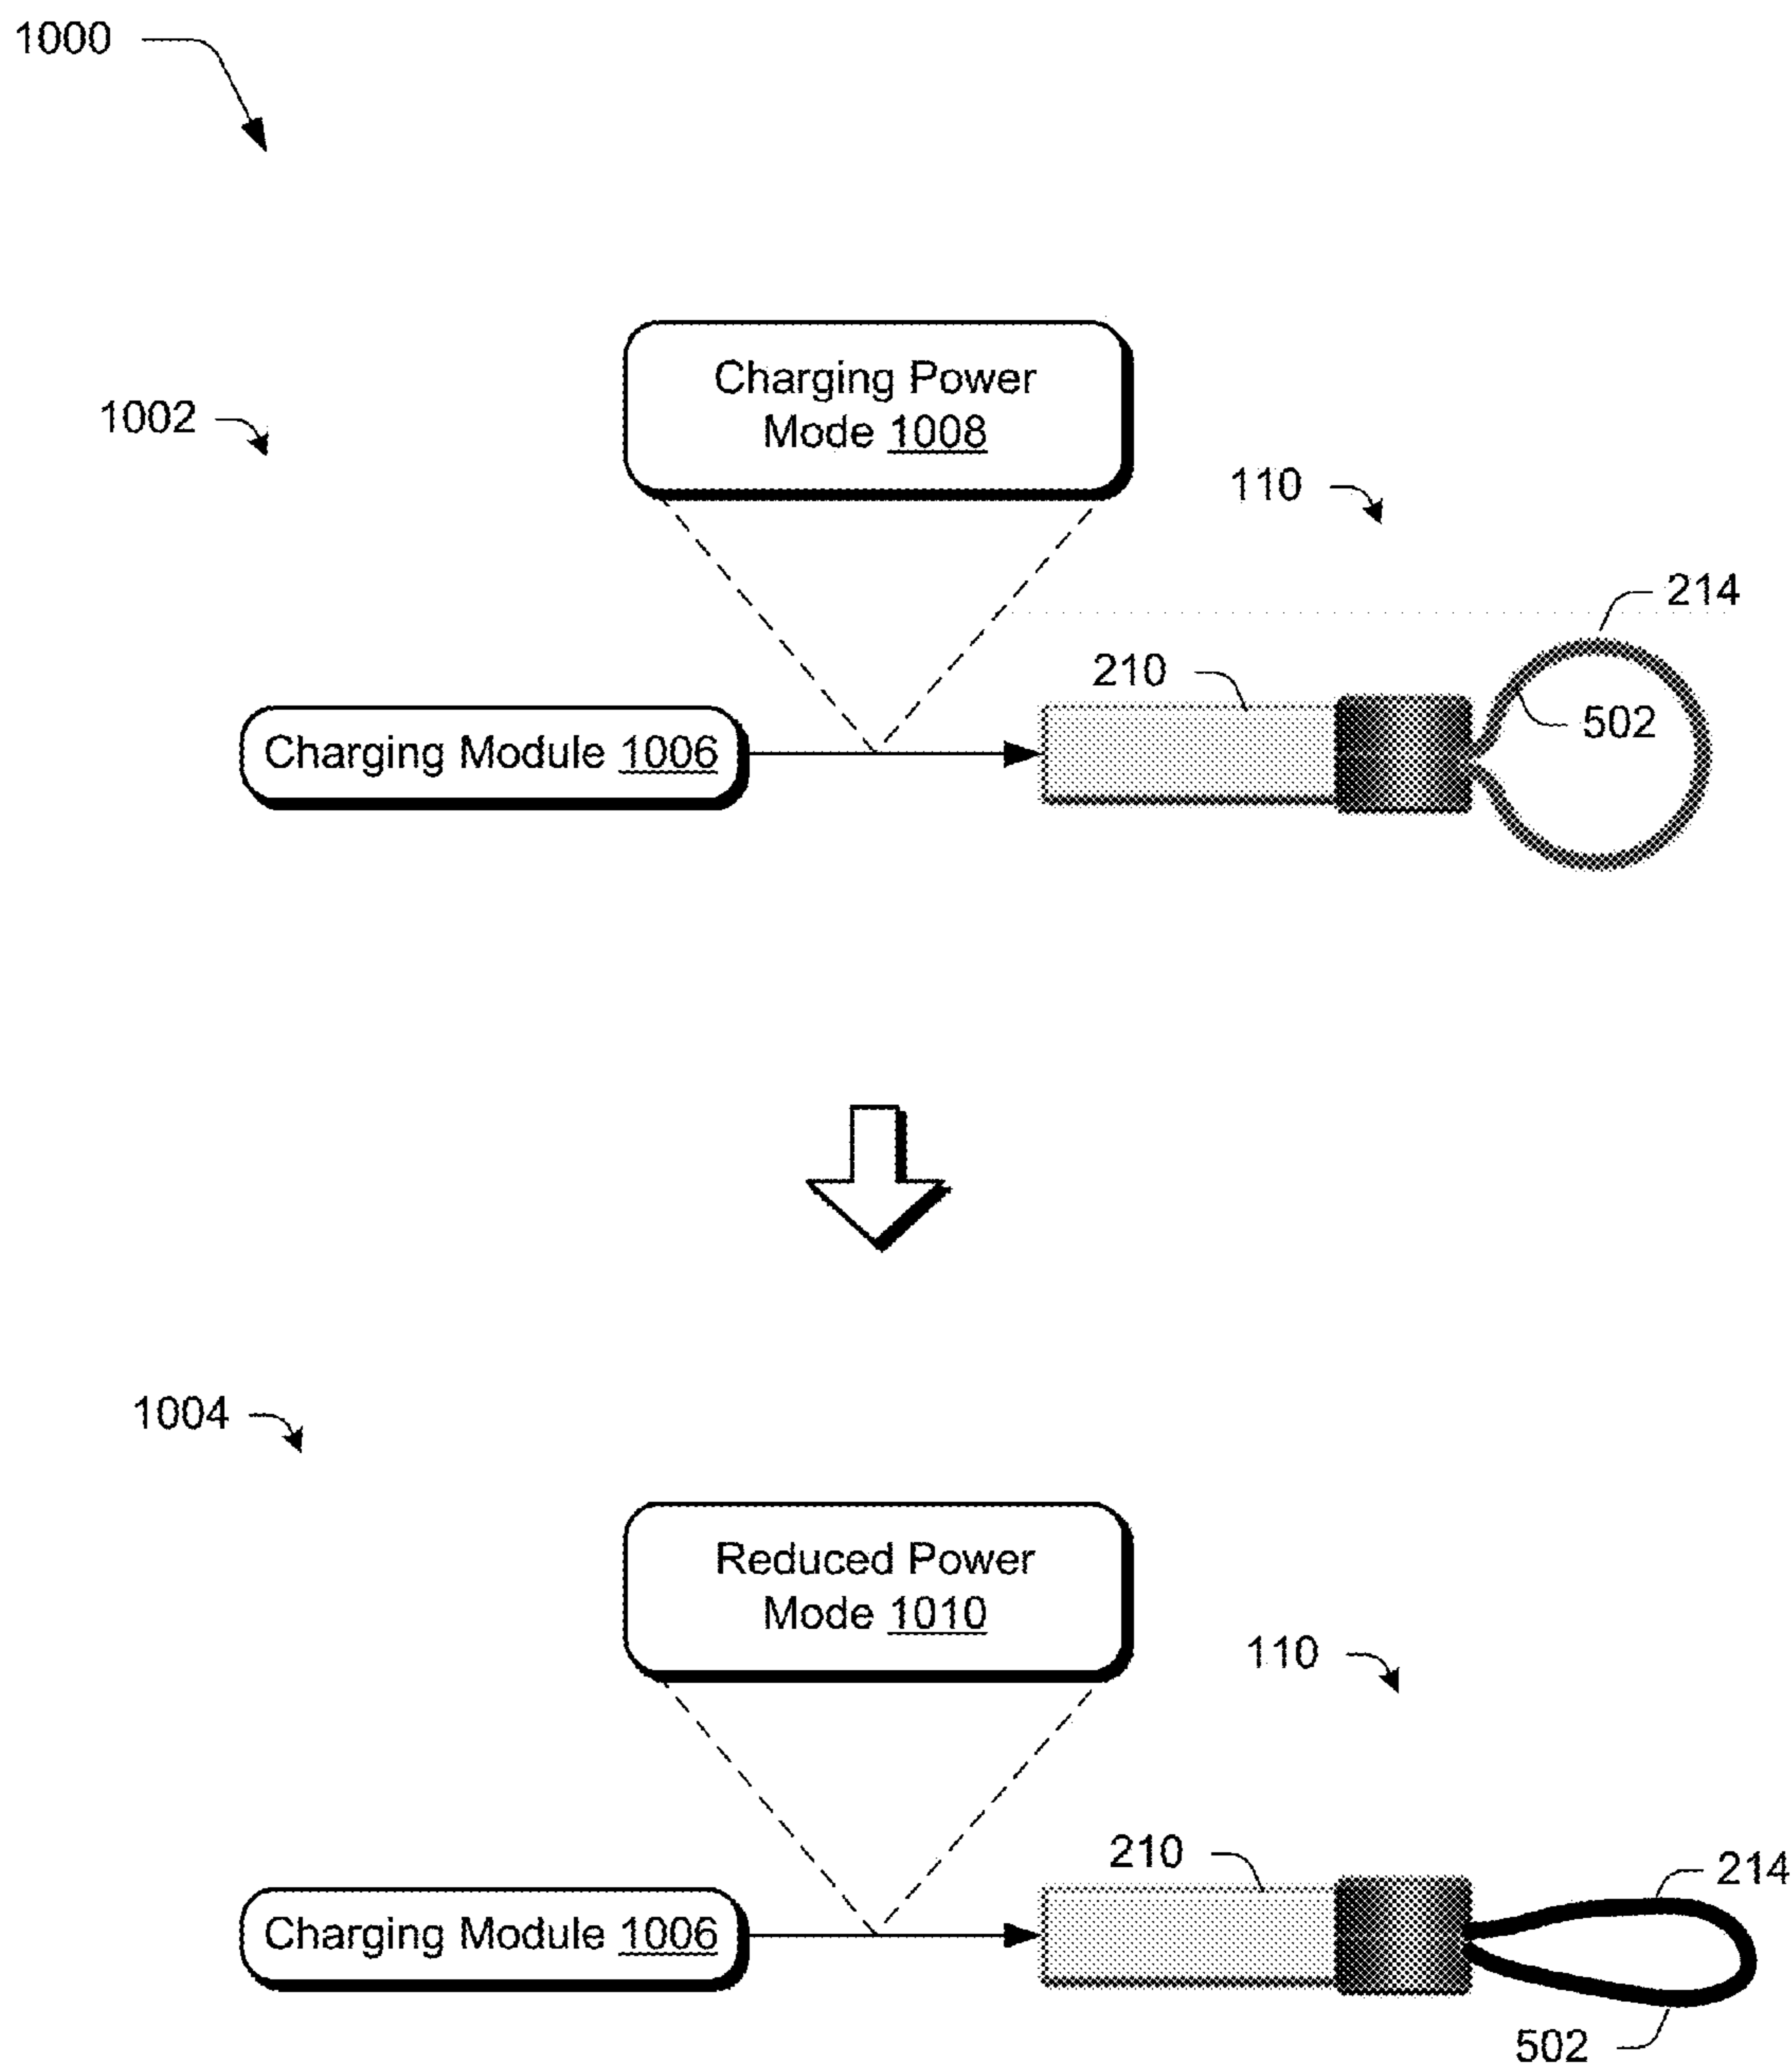 1000
Charging Power
Mode 1008
1002
110
214
210
502
Charging Module 1006
1004
Reduced Power
Mode 1010
110
210
214
Charging Module 1006
502